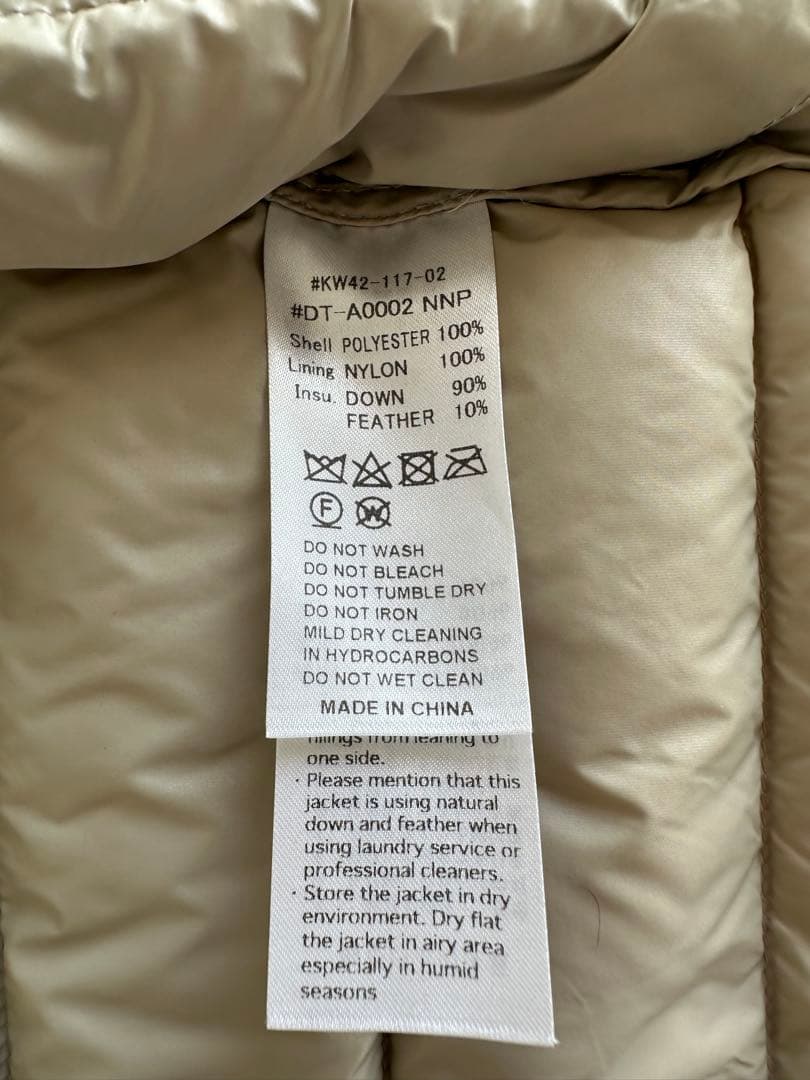 #KW42-117-02
#DT-A0002 NNP
Shell POLYESTER 100%
Lining NYLON 100%
Insu. DOWN 90%
FEATHER 10%
F W
DO NOT WASH
DO NOT BLEACH
DO NOT TUMBLE DRY
DO NOT IRON
MILD DRY CLEANING
IN HYDROCARBONS
DO NOT WET CLEAN
MADE IN CHINA
fillings from leaning to
one side.
· Please mention that this
jacket is using natural
down and feather when
using laundry service or
professional cleaners.
· Store the jacket in dry
environment. Dry flat
the jacket in airy area
especially in humid
seasons